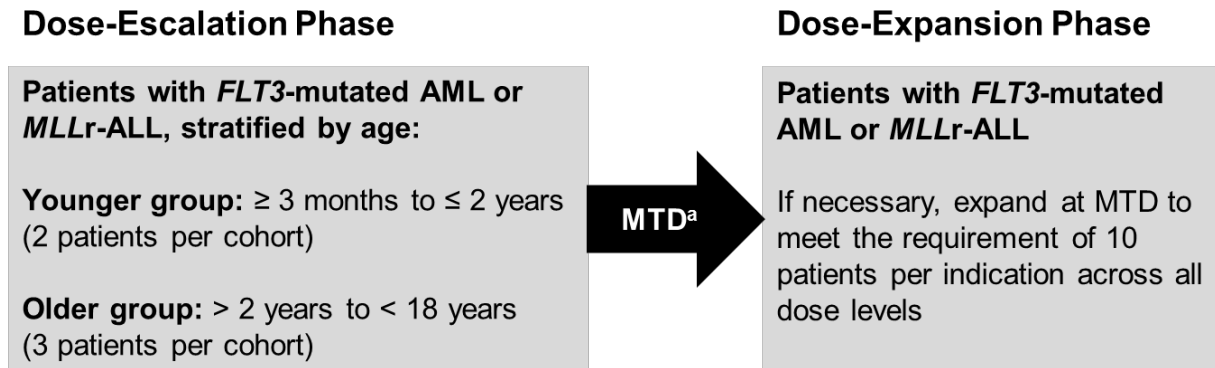 Dose-Escalation Phase
Patients with FLT3-mutated AML or
MLLr-ALL, stratified by age:
Younger group: ≥ 3 months to ≤ 2 years
(2 patients per cohort)
Older group: > 2 years to < 18 years
(3 patients per cohort)
MTDᵃ
Dose-Expansion Phase
Patients with FLT3-mutated
AML or MLLr-ALL
If necessary, expand at MTD to
meet the requirement of 10
patients per indication across all
dose levels